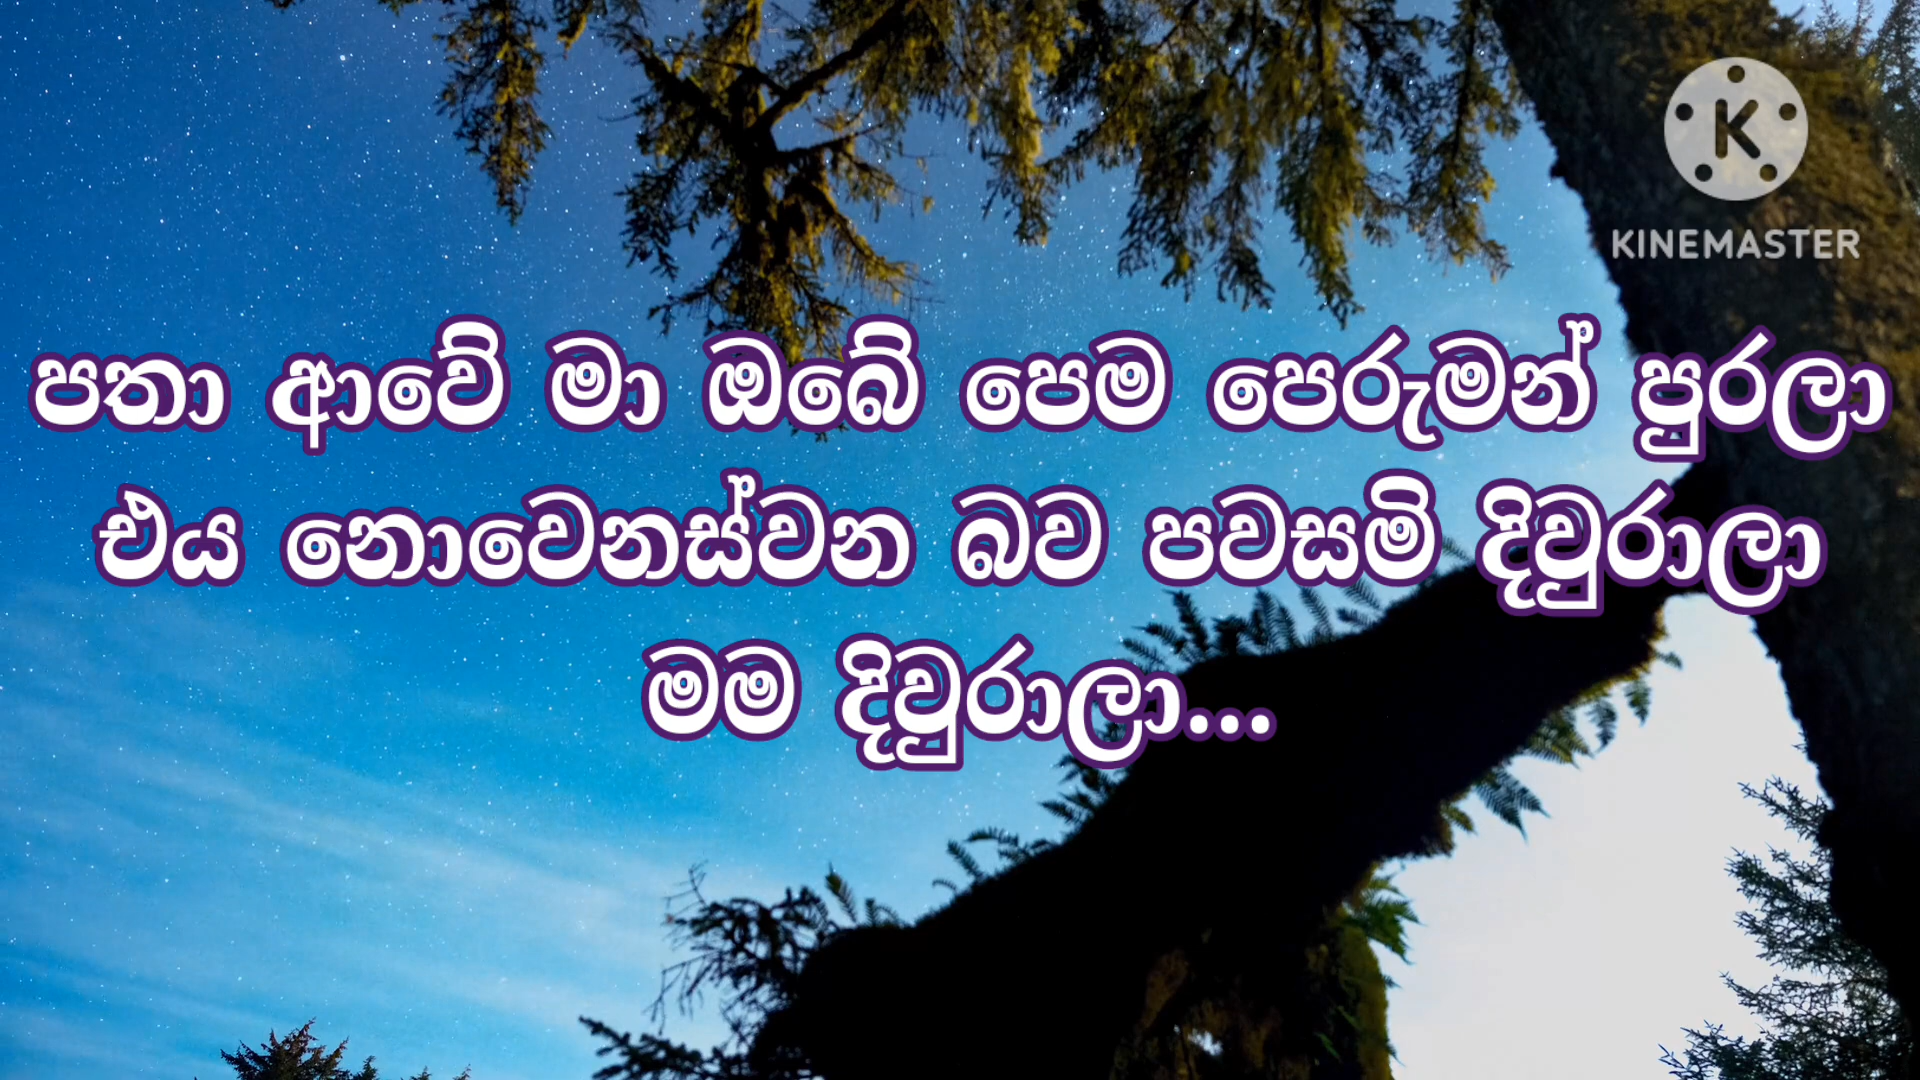 KINEMASTER
පතා ආවේ මා ඔබේ පෙම පෙරුමන් පුරලා
එය නොවෙනස්වන බව පවසමි දිවුරාලා
මම දිවුරාලා...